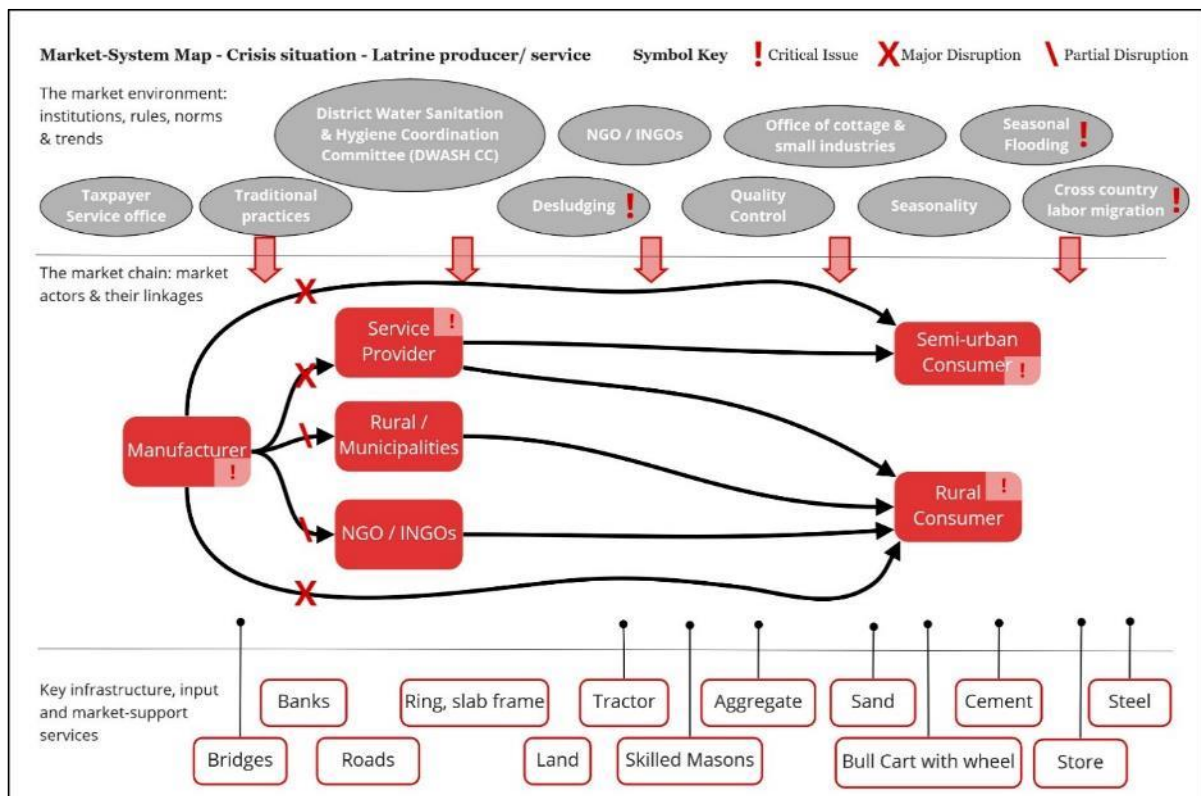 Market-System Map - Crisis situation - Latrine producer/ service
Symbol Key
! Critical Issue
X Major Disruption
\ Partial Disruption
The market environment:
institutions, rules, norms
& trends
District Water Sanitation
& Hygiene Coordination
Committee (DWASH CC)
NGO / INGOs
Office of cottage &
small industries
Seasonal
Flooding !
Taxpayer
Service office
Traditional
practices
Desludging !
Quality
Control
Seasonality
Cross country
labor migration !
The market chain: market
actors & their linkages
X
Service
Provider
!
Semi-urban
Consumer
!
X
Manufacturer
!
\
Rural /
Municipalities
Rural
Consumer
!
\
NGO / INGOs
X
Key infrastructure, input
and market-support
services
Banks
Ring, slab frame
Tractor
Aggregate
Sand
Cement
Steel
Bridges
Roads
Land
Skilled Masons
Bull Cart with wheel
Store